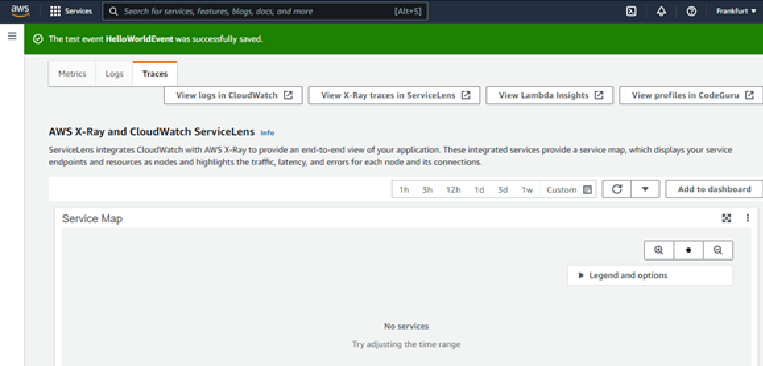 aws Services Search for services, features, blogs, docs, and more [Alt+S] Frankfurt
The test event HelloWorldEvent was successfully saved.
Metrics Logs Traces
View logs in CloudWatch View X-Ray traces in ServiceLens View Lambda Insights View profiles in CodeGuru
AWS X-Ray and CloudWatch ServiceLens Info
ServiceLens integrates CloudWatch with AWS X-Ray to provide an end-to-end view of your application. These integrated services provide a service map, which displays your service
endpoints and resources as nodes and highlights the traffic, latency, and errors for each node and its connections.
1h 3h 12h 1d 3d 1w Custom Add to dashboard
Service Map
Legend and options
No services
Try adjusting the time range